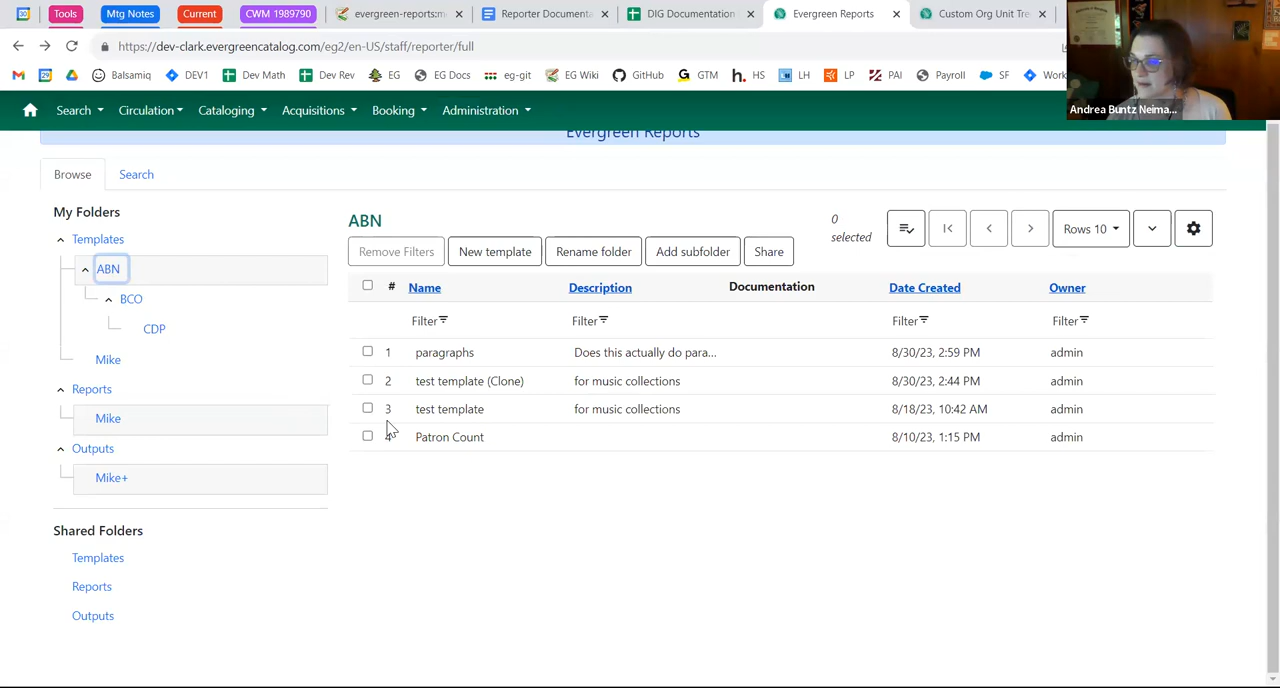 Tools
Mtg Notes
Current
CWM 1989790
evergreen-reports:m
Reporter Documenta
DIG Documentation
Evergreen Reports
Custom Org Unit Tre
https://dev-clark.evergreencatalog.com/eg2/en-US/staff/reporter/full
Balsamiq
DEV1
Dev Math
Dev Rev
EG
EG Docs
eg-git
EG Wiki
GitHub
GTM
HS
LH
LP
PAI
Payroll
SF
Work
Andrea Buntz Neima...
Search
Circulation
Cataloging
Acquisitions
Booking
Administration
Evergreen Reports
Browse
Search
My Folders
Templates
ABN
BCO
CDP
Mike
Reports
Mike
Outputs
Mike+
Shared Folders
Templates
Reports
Outputs
ABN
0 selected
Rows 10
Remove Filters
New template
Rename folder
Add subfolder
Share
# Name Description Documentation Date Created Owner
Filter Filter Filter Filter
1 paragraphs Does this actually do para... 8/30/23, 2:59 PM admin
2 test template (Clone) for music collections 8/30/23, 2:44 PM admin
3 test template for music collections 8/18/23, 10:42 AM admin
4 Patron Count 8/10/23, 1:15 PM admin